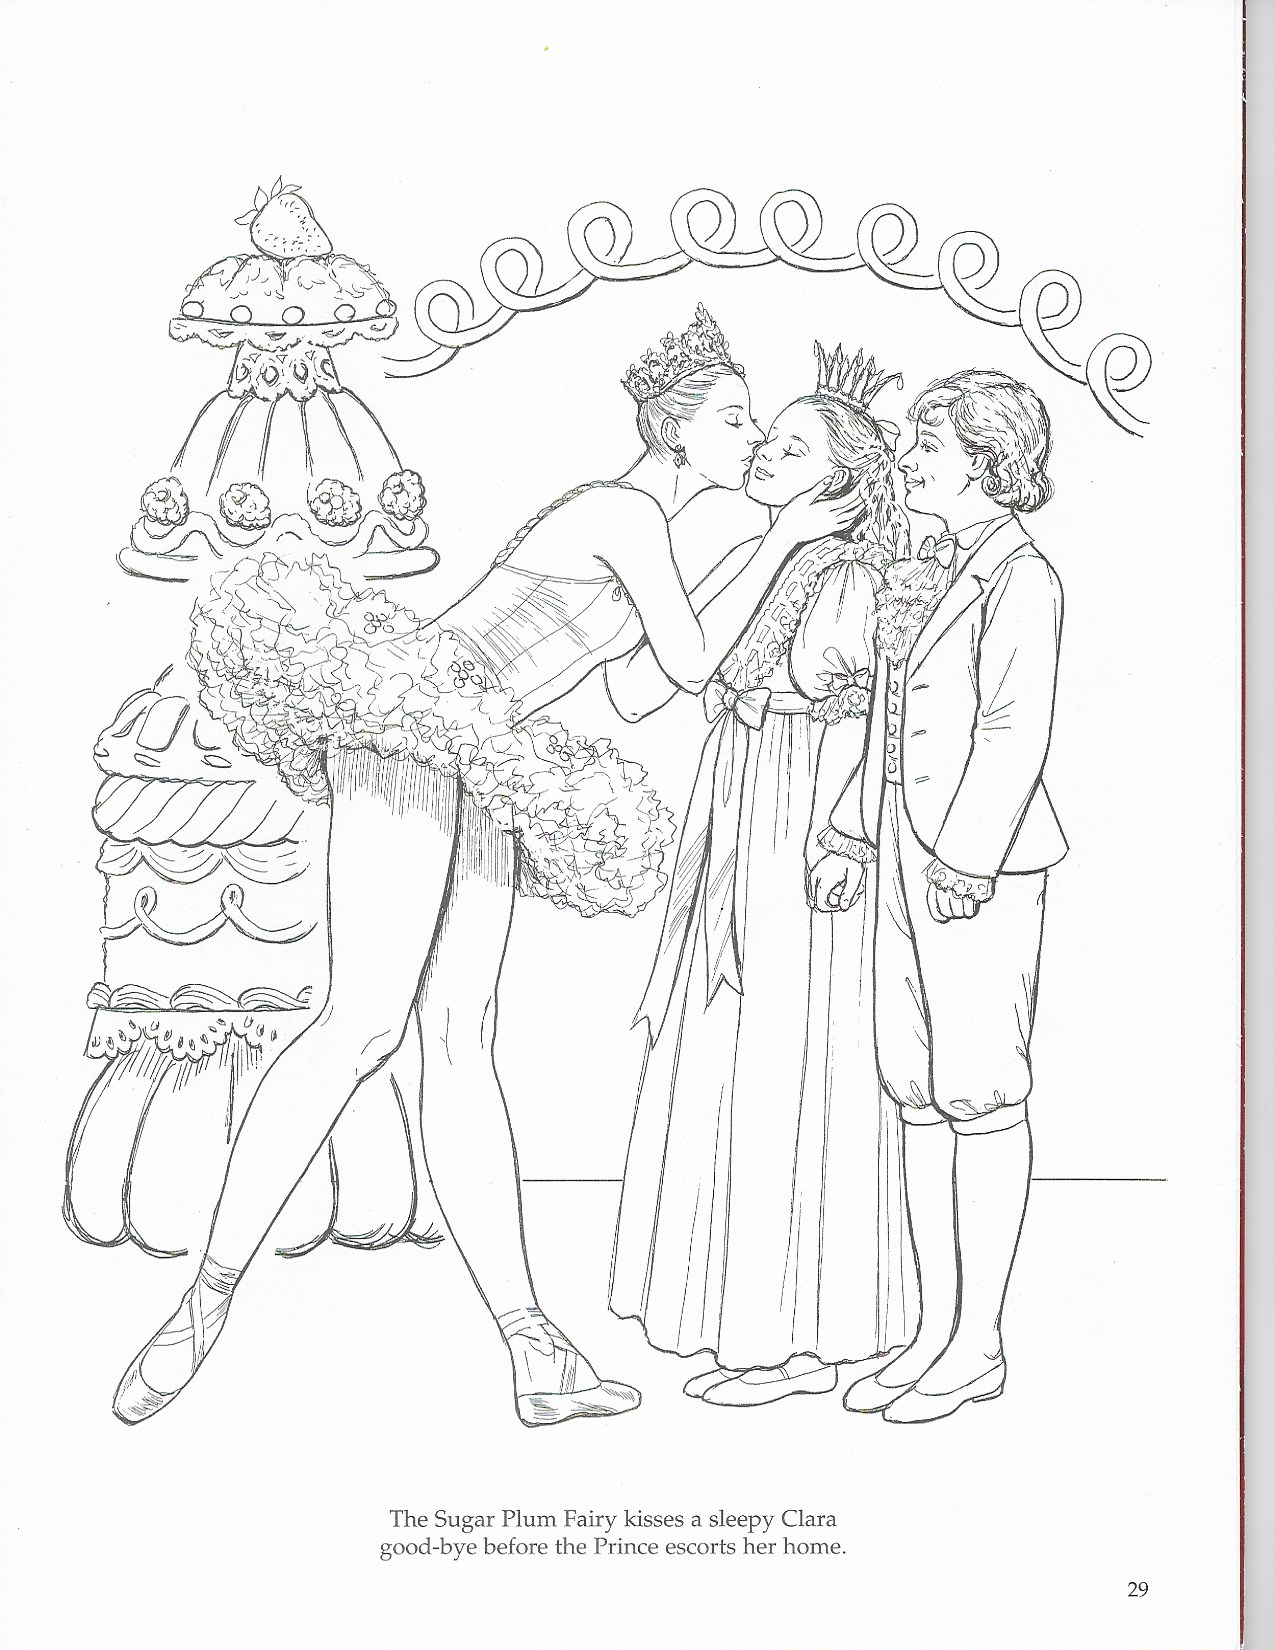 The Sugar Plum Fairy kisses a sleepy Clara
good-bye before the Prince escorts her home.
29